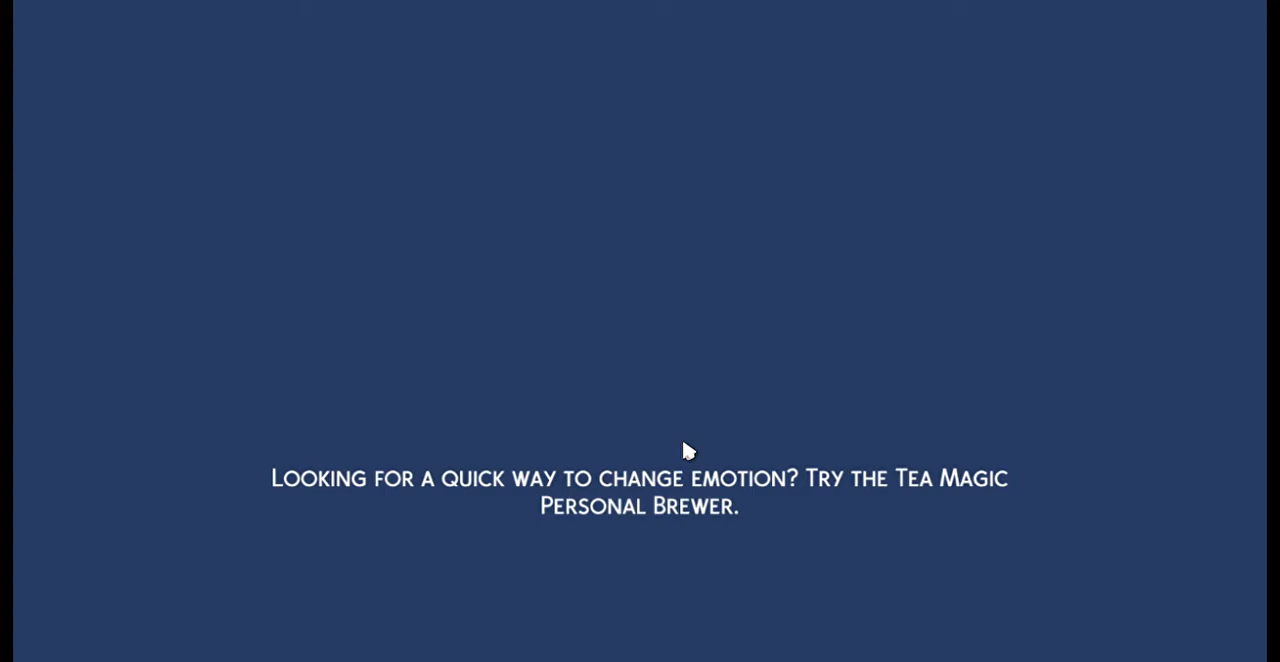 Looking for a quick way to change emotion? Try the Tea Magic
Personal Brewer.